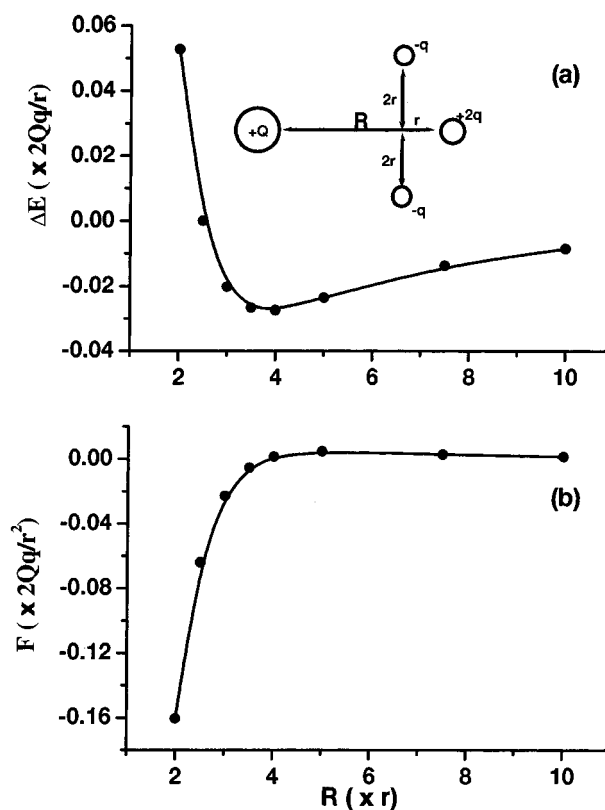 0.06
0.04
0.02
0.00
-0.02
-0.04
ΔE ( x 2Qq/r)
(a)
-q
2r
+Q
R
r
+2q
2r
-q
2
4
6
8
10
0.00
-0.04
-0.08
-0.12
-0.16
F ( x 2Qq/r²)
(b)
2
4
6
8
10
R ( x r)